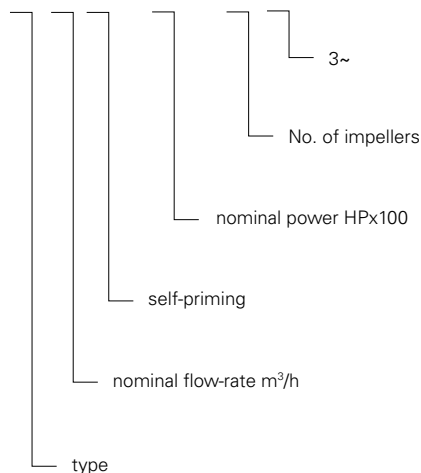 3~
No. of impellers
nominal power HPx100
self-priming
nominal flow-rate m³/h
type